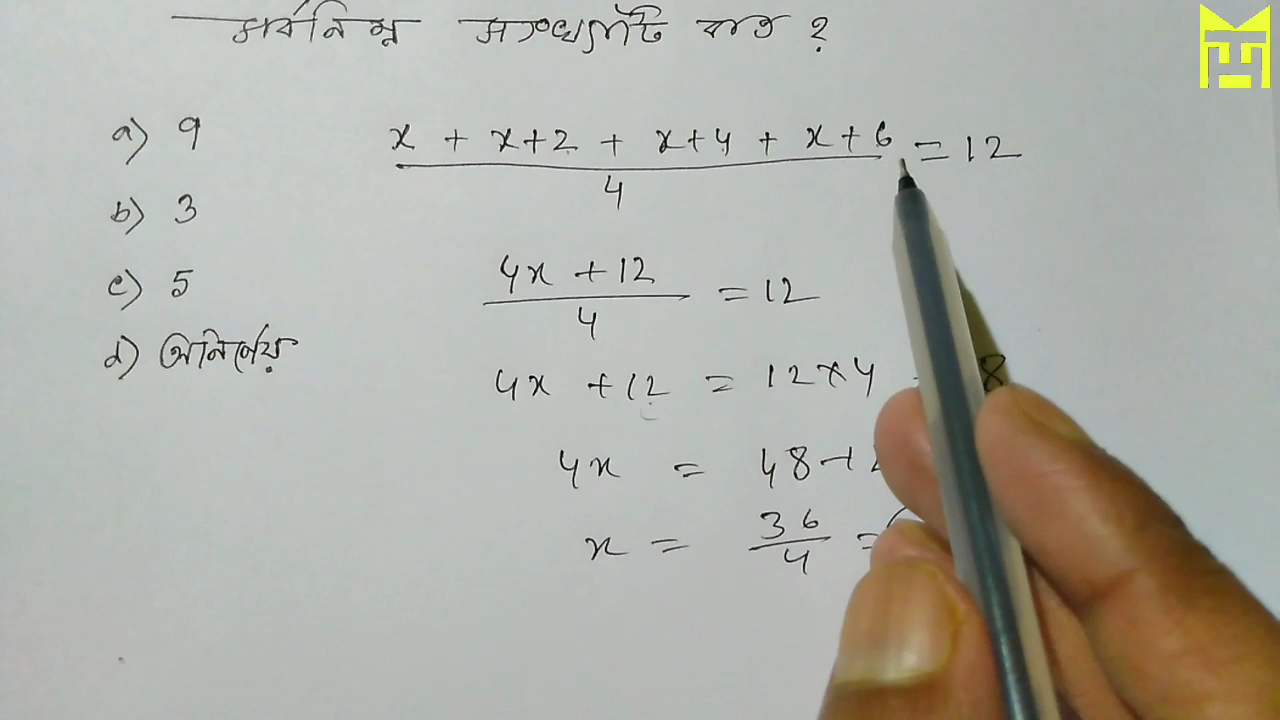 সর্বনিম্ন সংখ্যাটি কত ?
a) 9
x + x+2 + x+4 + x+6 = 12
4
b) 3
4x + 12 = 12
4
c) 5
d) অনির্ণেয়
4x + 12 = 12×4 8
4x = 48 -
x = 36 =
4